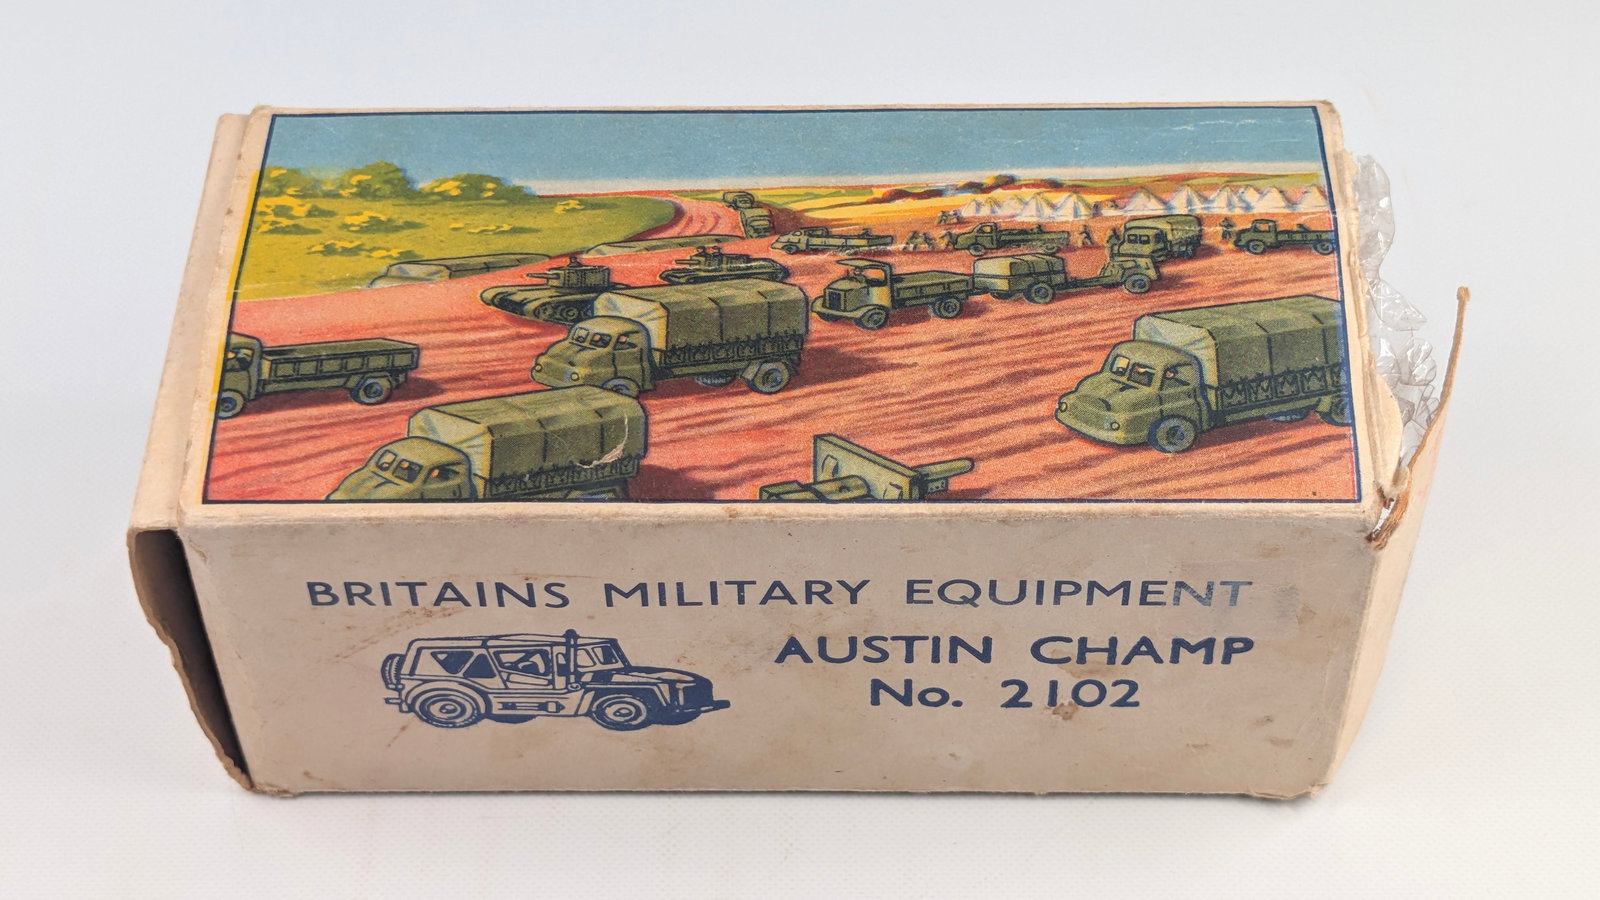 BRITAINS MILITARY EQUIPMENT
AUSTIN CHAMP
No. 2102